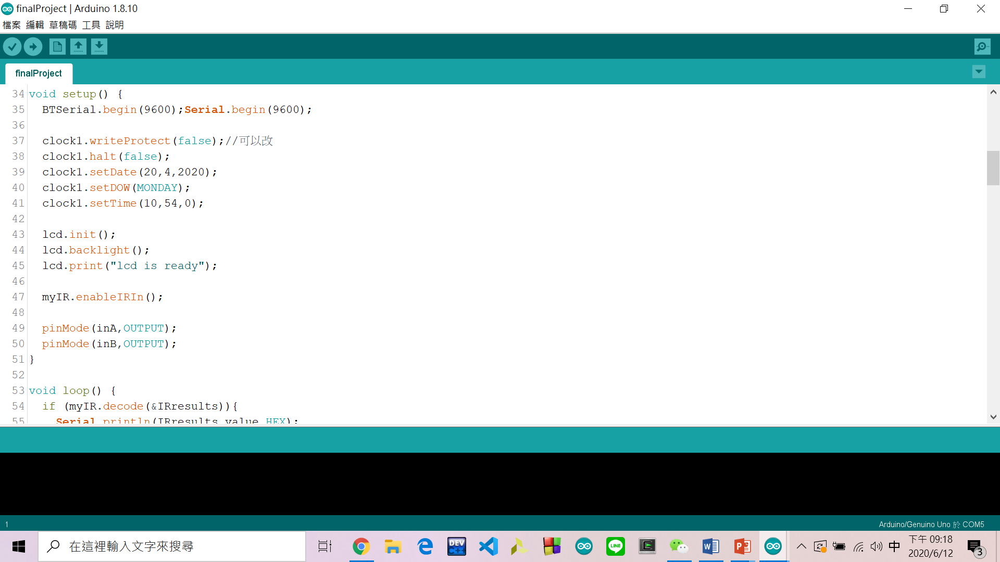 finalProject | Arduino 1.8.10
檔案 編輯 草稿碼 工具 說明
finalProject
34 void setup() {
35 BTSerial.begin(9600);Serial.begin(9600);
36
37 clock1.writeProtect(false);//可以改
38 clock1.halt(false);
39 clock1.setDate(20,4,2020);
40 clock1.setDOW(MONDAY);
41 clock1.setTime(10,54,0);
42
43 lcd.init();
44 lcd.backlight();
45 lcd.print("lcd is ready");
46
47 myIR.enableIRIn();
48
49 pinMode(inA,OUTPUT);
50 pinMode(inB,OUTPUT);
51 }
52
53 void loop() {
54 if (myIR.decode(&IRresults)){
55 Serial.println(IRresults.value,HEX);
1
Arduino/Genuino Uno 於 COM5
在這裡輸入文字來搜尋
DEV C++
LINE
中
下午 09:18
2020/6/12
3